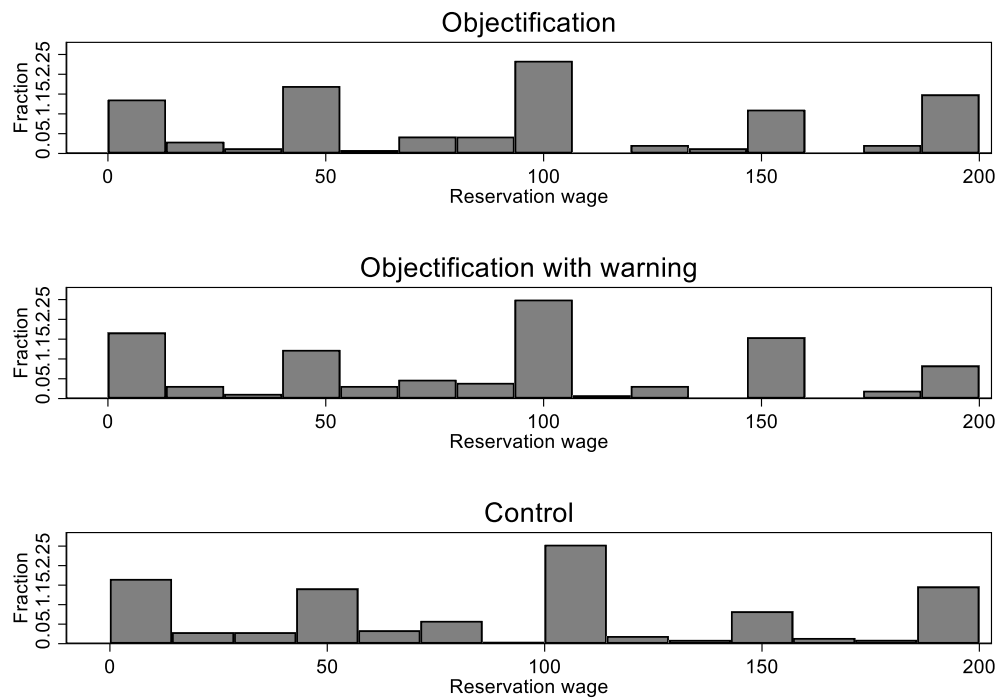 Objectification
Fraction
0 .05 .1 .15 .2 .25
0 50 100 150 200
Reservation wage
Objectification with warning
Fraction
0 .05 .1 .15 .2 .25
0 50 100 150 200
Reservation wage
Control
Fraction
0 .05 .1 .15 .2 .25
0 50 100 150 200
Reservation wage